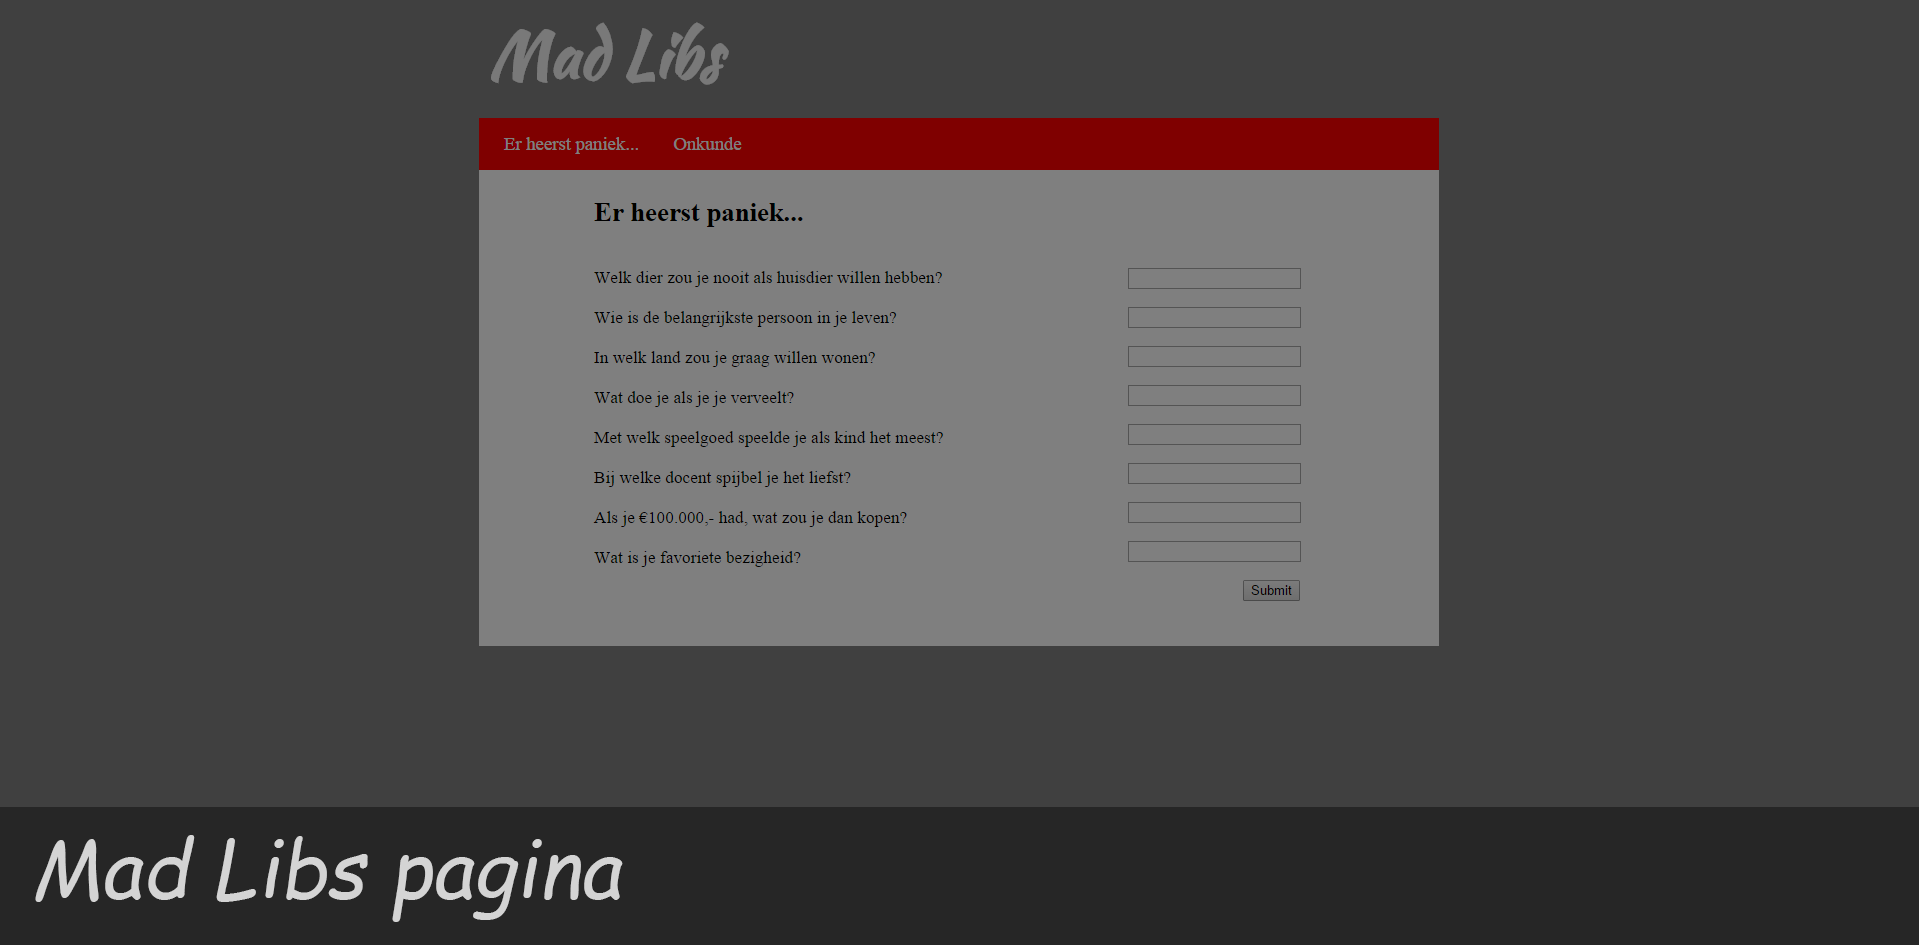 Mad Libs
Er heerst paniek... Onkunde
Er heerst paniek...
Welk dier zou je nooit als huisdier willen hebben?
Wie is de belangrijkste persoon in je leven?
In welk land zou je graag willen wonen?
Wat doe je als je je verveelt?
Met welk speelgoed speelde je als kind het meest?
Bij welke docent spijbel je het liefst?
Als je €100.000,- had, wat zou je dan kopen?
Wat is je favoriete bezigheid?
Submit
Mad Libs pagina